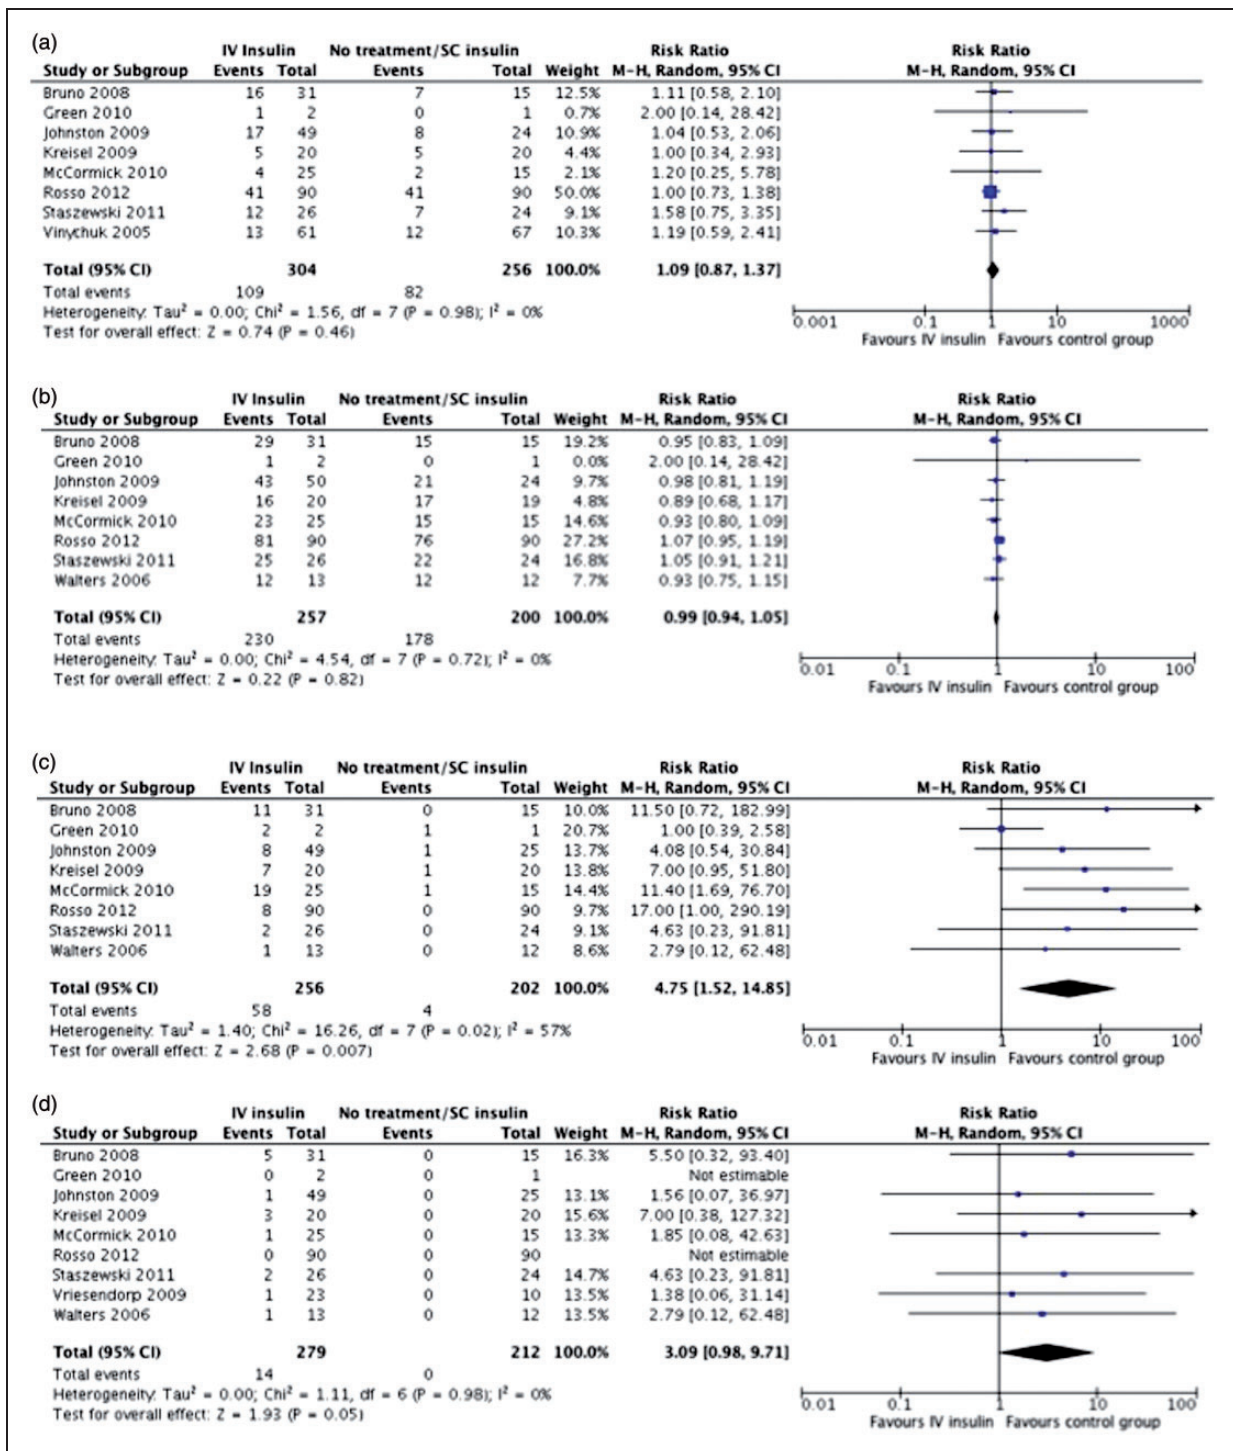 (a)
IV Insulin No treatment/SC insulin Risk Ratio Risk Ratio
Study or Subgroup Events Total Events Total Weight M-H, Random, 95% CI M-H, Random, 95% CI
Bruno 2008 16 31 7 15 12.5% 1.11 [0.58, 2.10]
Green 2010 1 2 0 1 0.7% 2.00 [0.14, 28.42]
Johnston 2009 17 49 8 24 10.9% 1.04 [0.53, 2.06]
Kreisel 2009 5 20 5 20 4.4% 1.00 [0.34, 2.93]
McCormick 2010 4 25 2 15 2.1% 1.20 [0.25, 5.78]
Rosso 2012 41 90 41 90 50.0% 1.00 [0.73, 1.38]
Staszewski 2011 12 26 7 24 9.1% 1.58 [0.75, 3.35]
Vinychuk 2005 13 61 12 67 10.3% 1.19 [0.59, 2.41]
Total (95% CI) 304 256 100.0% 1.09 [0.87, 1.37]
Total events 109 82
Heterogeneity: Tau² = 0.00; Chi² = 1.56, df = 7 (P = 0.98); I² = 0%
Test for overall effect: Z = 0.74 (P = 0.46)
0.001 0.1 1 10 1000
Favours IV insulin Favours control group
(b)
IV Insulin No treatment/SC insulin Risk Ratio Risk Ratio
Study or Subgroup Events Total Events Total Weight M-H, Random, 95% CI M-H, Random, 95% CI
Bruno 2008 29 31 15 15 19.2% 0.95 [0.83, 1.09]
Green 2010 1 2 0 1 0.0% 2.00 [0.14, 28.42]
Johnston 2009 43 50 21 24 9.7% 0.98 [0.81, 1.19]
Kreisel 2009 16 20 17 19 4.8% 0.89 [0.68, 1.17]
McCormick 2010 23 25 15 15 14.6% 0.93 [0.80, 1.09]
Rosso 2012 81 90 76 90 27.2% 1.07 [0.95, 1.19]
Staszewski 2011 25 26 22 24 16.8% 1.05 [0.91, 1.21]
Walters 2006 12 13 12 12 7.7% 0.93 [0.75, 1.15]
Total (95% CI) 257 200 100.0% 0.99 [0.94, 1.05]
Total events 230 178
Heterogeneity: Tau² = 0.00; Chi² = 4.54, df = 7 (P = 0.72); I² = 0%
Test for overall effect: Z = 0.22 (P = 0.82)
0.01 0.1 1 10 100
Favours IV insulin Favours control group
(c)
IV Insulin No treatment/SC insulin Risk Ratio Risk Ratio
Study or Subgroup Events Total Events Total Weight M-H, Random, 95% CI M-H, Random, 95% CI
Bruno 2008 11 31 0 15 10.0% 11.50 [0.72, 182.99]
Green 2010 2 2 1 1 20.7% 1.00 [0.39, 2.58]
Johnston 2009 8 49 1 25 13.7% 4.08 [0.54, 30.84]
Kreisel 2009 7 20 1 20 13.8% 7.00 [0.95, 51.80]
McCormick 2010 19 25 1 15 14.4% 11.40 [1.69, 76.70]
Rosso 2012 8 90 0 90 9.7% 17.00 [1.00, 290.19]
Staszewski 2011 2 26 0 24 9.1% 4.63 [0.23, 91.81]
Walters 2006 1 13 0 12 8.6% 2.79 [0.12, 62.48]
Total (95% CI) 256 202 100.0% 4.75 [1.52, 14.85]
Total events 58 4
Heterogeneity: Tau² = 1.40; Chi² = 16.26, df = 7 (P = 0.02); I² = 57%
Test for overall effect: Z = 2.68 (P = 0.007)
0.01 0.1 1 10 100
Favours IV insulin Favours control group
(d)
IV insulin No treatment/SC insulin Risk Ratio Risk Ratio
Study or Subgroup Events Total Events Total Weight M-H, Random, 95% CI M-H, Random, 95% CI
Bruno 2008 5 31 0 15 16.3% 5.50 [0.32, 93.40]
Green 2010 0 2 0 1 Not estimable
Johnston 2009 1 49 0 25 13.1% 1.56 [0.07, 36.97]
Kreisel 2009 3 20 0 20 15.6% 7.00 [0.38, 127.32]
McCormick 2010 1 25 0 15 13.3% 1.85 [0.08, 42.63]
Rosso 2012 0 90 0 90 Not estimable
Staszewski 2011 2 26 0 24 14.7% 4.63 [0.23, 91.81]
Vriesendorp 2009 1 23 0 10 13.5% 1.38 [0.06, 31.14]
Walters 2006 1 13 0 12 13.5% 2.79 [0.12, 62.48]
Total (95% CI) 279 212 100.0% 3.09 [0.98, 9.71]
Total events 14 0
Heterogeneity: Tau² = 0.00; Chi² = 1.11, df = 6 (P = 0.98); I² = 0%
Test for overall effect: Z = 1.93 (P = 0.05)
0.01 0.1 1 10 100
Favours IV insulin Favours control group